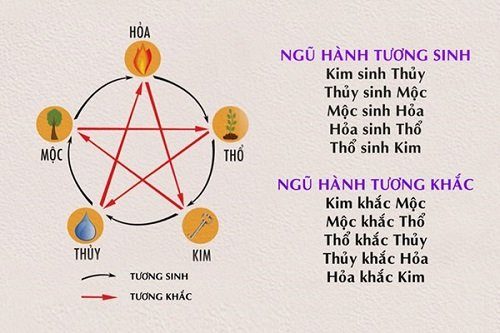 HỎA
MỘC
THỔ
THỦY
KIM
TƯƠNG SINH
TƯƠNG KHẮC
NGŨ HÀNH TƯƠNG SINH
Kim sinh Thủy
Thủy sinh Mộc
Mộc sinh Hỏa
Hỏa sinh Thổ
Thổ sinh Kim
NGŨ HÀNH TƯƠNG KHẮC
Kim khắc Mộc
Mộc khắc Thổ
Thổ khắc Thủy
Thủy khắc Hỏa
Hỏa khắc Kim